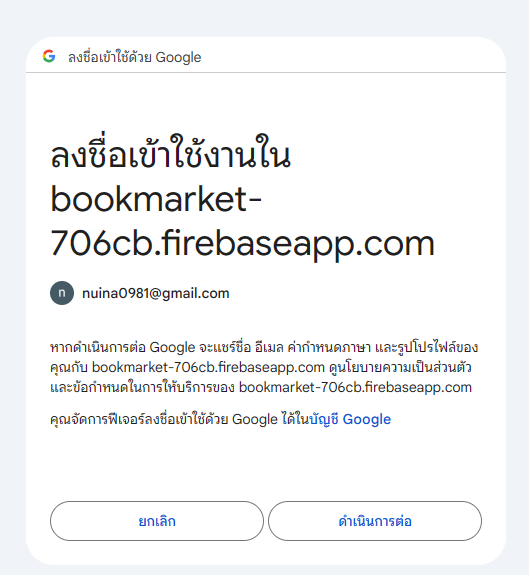 ลงชื่อเข้าใช้ด้วย Google
ลงชื่อเข้าใช้งานใน
bookmarket-
706cb.firebaseapp.com
n nuina0981@gmail.com
หากดำเนินการต่อ Google จะแชร์ชื่อ อีเมล ค่ากำหนดภาษา และรูปโปรไฟล์ของ
คุณกับ bookmarket-706cb.firebaseapp.com ดูนโยบายความเป็นส่วนตัว
และข้อกำหนดในการให้บริการของ bookmarket-706cb.firebaseapp.com
คุณจัดการฟีเจอร์ลงชื่อเข้าใช้ด้วย Google ได้ในบัญชี Google
ยกเลิก ดำเนินการต่อ